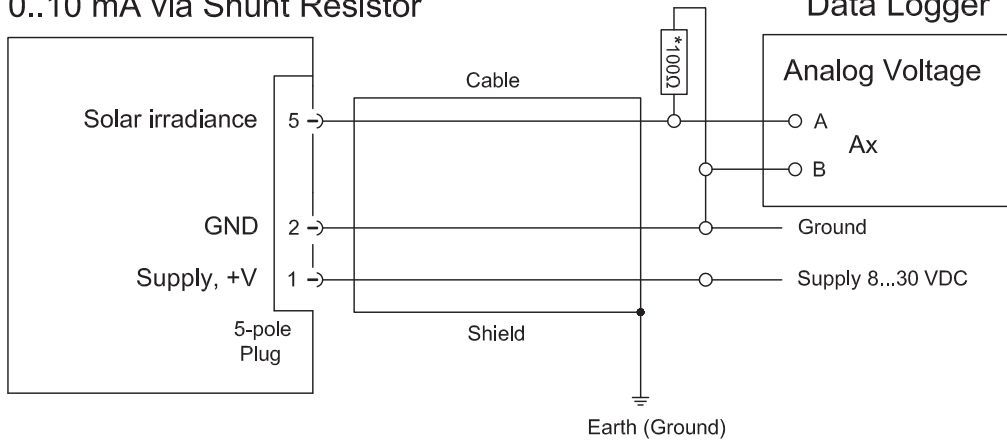 0..10 mA via Shunt Resistor
Data Logger
*100Ω
Analog Voltage
Cable
Solar irradiance 5
A
Ax
B
GND 2
Ground
Supply, +V 1
Supply 8...30 VDC
5-pole
Plug
Shield
Earth (Ground)